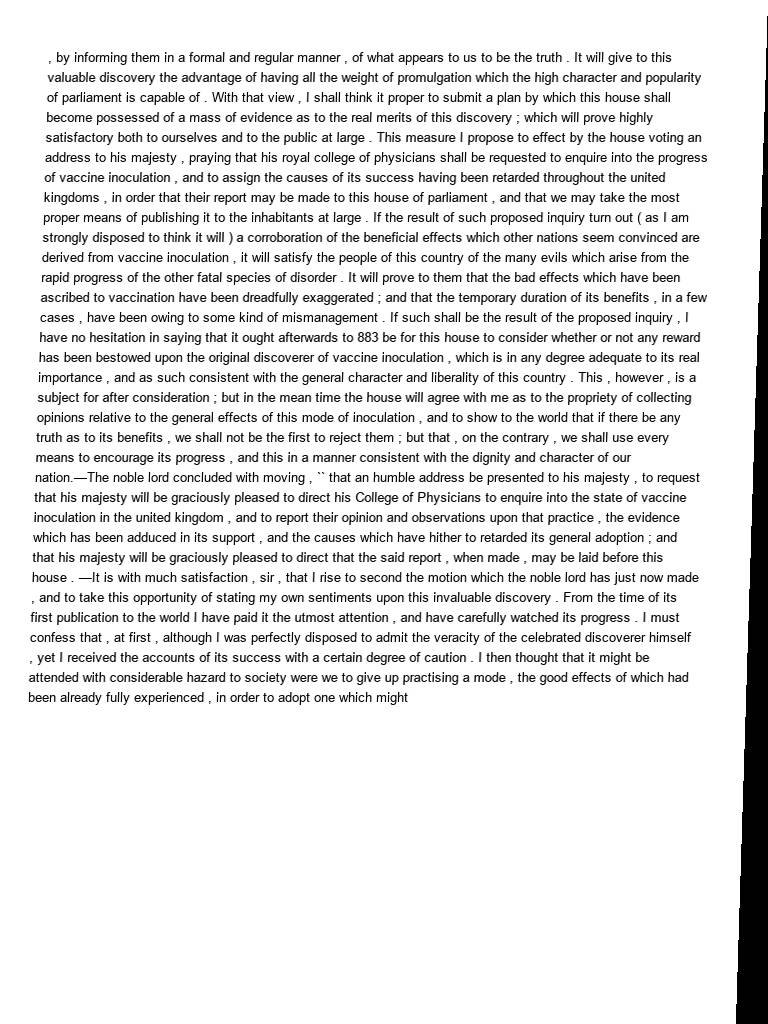 , by informing them in a formal and regular manner , of what appears to us to be the truth . It will give to this
valuable discovery the advantage of having all the weight of promulgation which the high character and popularity
of parliament is capable of . With that view , I shall think it proper to submit a plan by which this house shall
become possessed of a mass of evidence as to the real merits of this discovery ; which will prove highly
satisfactory both to ourselves and to the public at large . This measure I propose to effect by the house voting an
address to his majesty , praying that his royal college of physicians shall be requested to enquire into the progress
of vaccine inoculation , and to assign the causes of its success having been retarded throughout the united
kingdoms , in order that their report may be made to this house of parliament , and that we may take the most
proper means of publishing it to the inhabitants at large . If the result of such proposed inquiry turn out ( as I am
strongly disposed to think it will ) a corroboration of the beneficial effects which other nations seem convinced are
derived from vaccine inoculation , it will satisfy the people of this country of the many evils which arise from the
rapid progress of the other fatal species of disorder . It will prove to them that the bad effects which have been
ascribed to vaccination have been dreadfully exaggerated ; and that the temporary duration of its benefits , in a few
cases , have been owing to some kind of mismanagement . If such shall be the result of the proposed inquiry , I
have no hesitation in saying that it ought afterwards to 883 be for this house to consider whether or not any reward
has been bestowed upon the original discoverer of vaccine inoculation , which is in any degree adequate to its real
importance , and as such consistent with the general character and liberality of this country . This , however , is a
subject for after consideration ; but in the mean time the house will agree with me as to the propriety of collecting
opinions relative to the general effects of this mode of inoculation , and to show to the world that if there be any
truth as to its benefits , we shall not be the first to reject them ; but that , on the contrary , we shall use every
means to encourage its progress , and this in a manner consistent with the dignity and character of our
nation.—The noble lord concluded with moving , `` that an humble address be presented to his majesty , to request
that his majesty will be graciously pleased to direct his College of Physicians to enquire into the state of vaccine
inoculation in the united kingdom , and to report their opinion and observations upon that practice , the evidence
which has been adduced in its support , and the causes which have hither to retarded its general adoption ; and
that his majesty will be graciously pleased to direct that the said report , when made , may be laid before this
house . —It is with much satisfaction , sir , that I rise to second the motion which the noble lord has just now made
, and to take this opportunity of stating my own sentiments upon this invaluable discovery . From the time of its
first publication to the world I have paid it the utmost attention , and have carefully watched its progress . I must
confess that , at first , although I was perfectly disposed to admit the veracity of the celebrated discoverer himself
, yet I received the accounts of its success with a certain degree of caution . I then thought that it might be
attended with considerable hazard to society were we to give up practising a mode , the good effects of which had
been already fully experienced , in order to adopt one which might